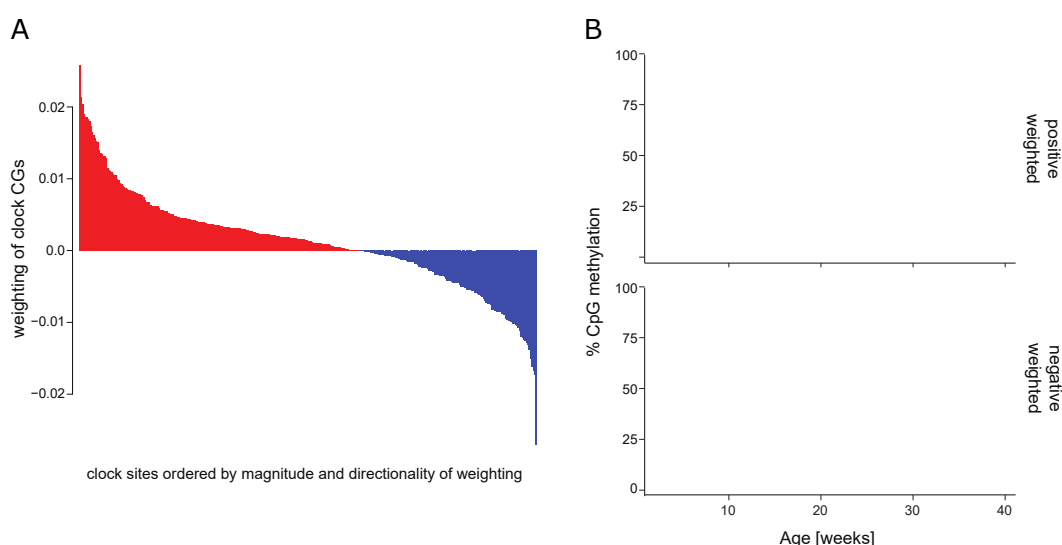 A
weighting of clock CGs
0.02
0.01
0.0
−0.01
−0.02
clock sites ordered by magnitude and directionality of weighting
B
% CpG methylation
100
75
50
25
positive
weighted
100
75
50
25
0
negative
weighted
10 20 30 40
Age [weeks]